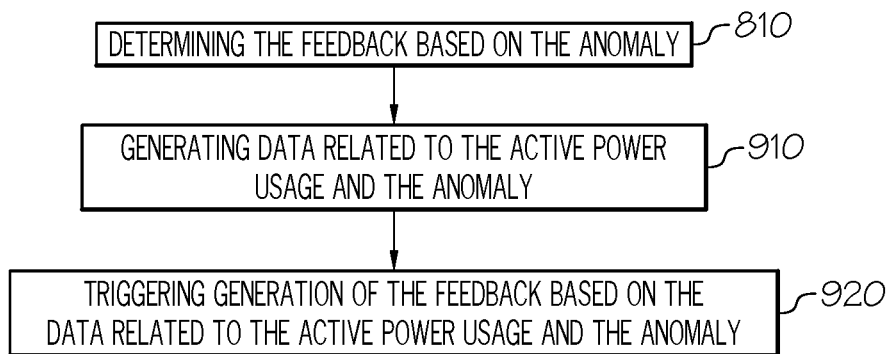 DETERMINING THE FEEDBACK BASED ON THE ANOMALY
810
GENERATING DATA RELATED TO THE ACTIVE POWER
USAGE AND THE ANOMALY
910
TRIGGERING GENERATION OF THE FEEDBACK BASED ON THE
DATA RELATED TO THE ACTIVE POWER USAGE AND THE ANOMALY
920